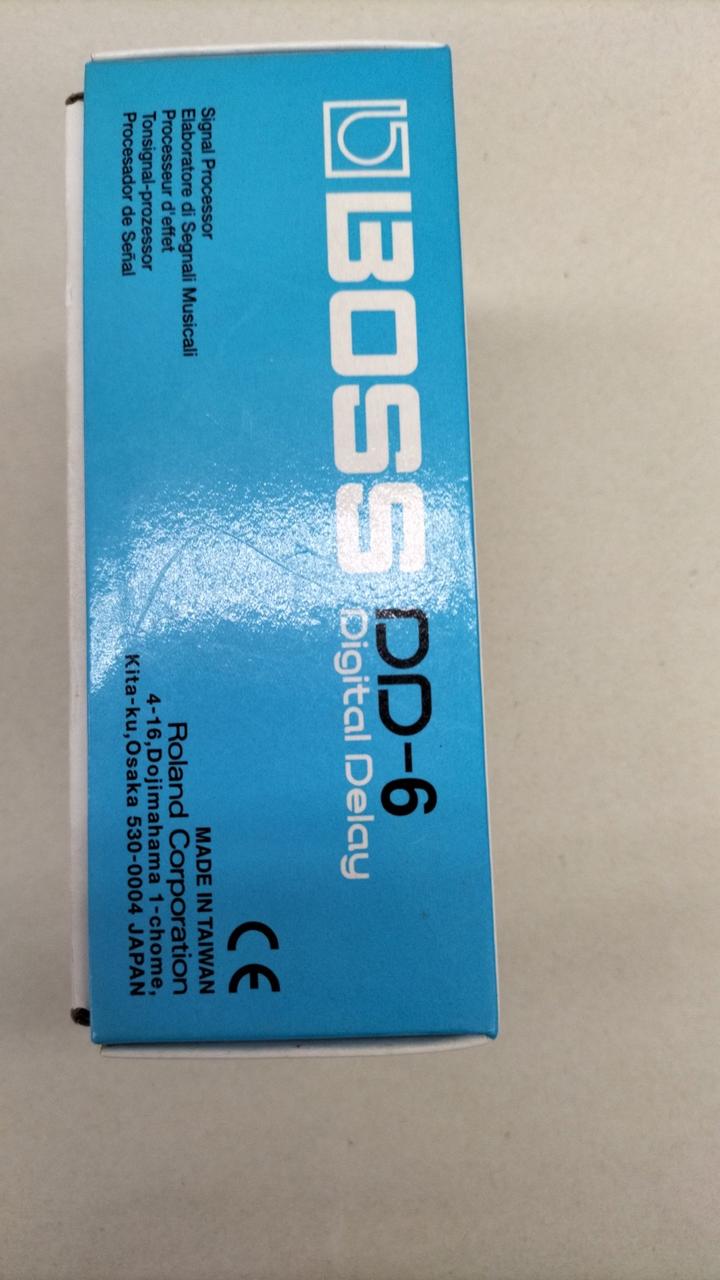 BOSS DD-6
Digital Delay
Signal Processor
Elaboratore di Segnali Musicali
Processeur d'effet
Tonsignal-prozessor
Procesador de Señal
CE
MADE IN TAIWAN
Roland Corporation
4-16,Dojimahama 1-chome,
Kita-ku,Osaka 530-0004 JAPAN